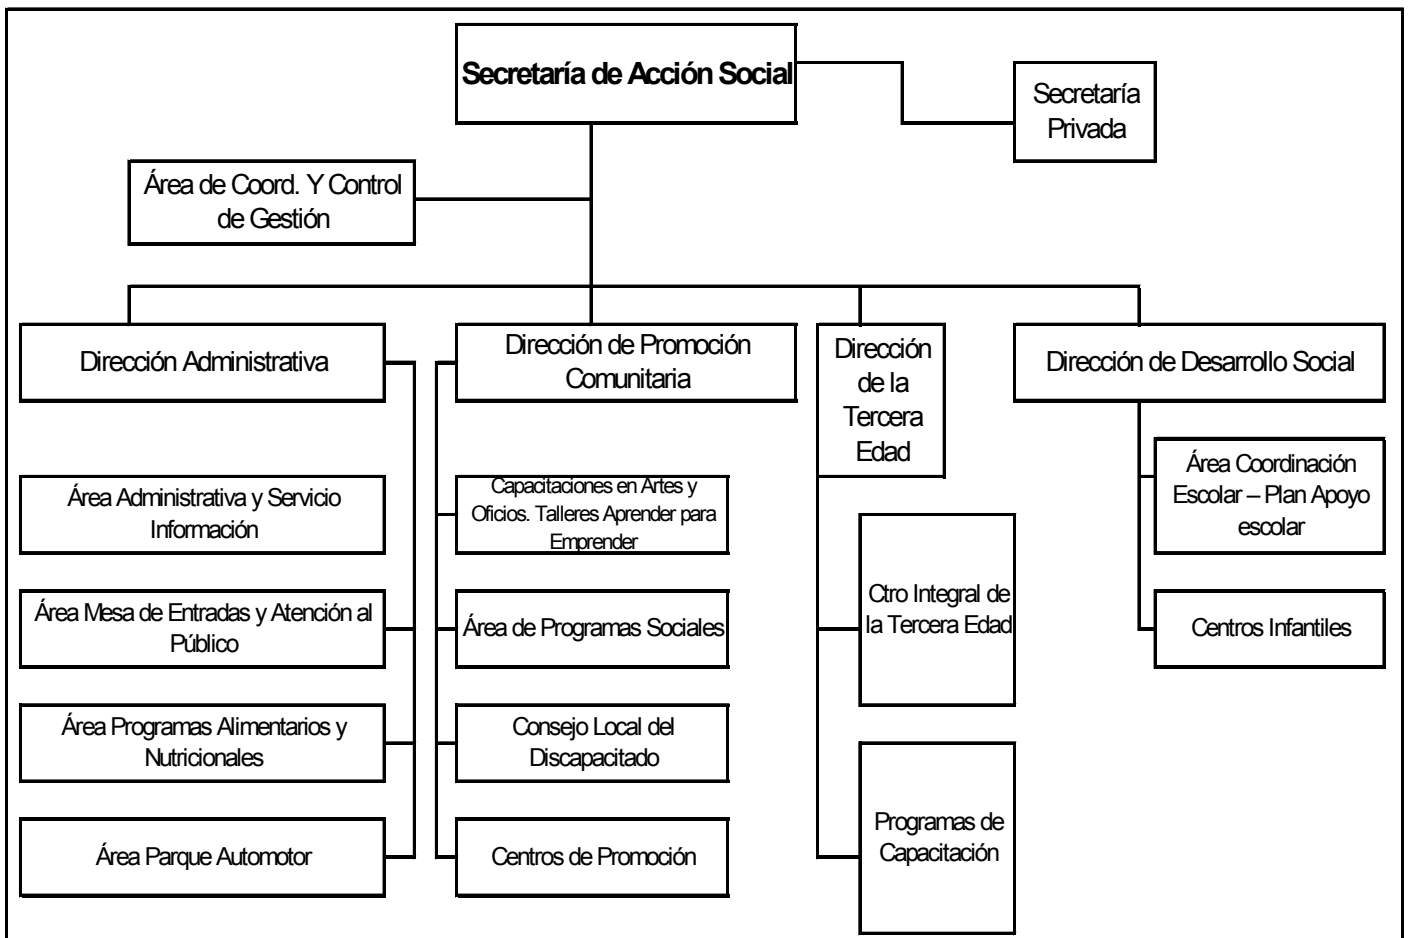 Secretaría de Acción Social
Secretaría
Privada
Área de Coord. Y Control
de Gestión
Dirección Administrativa
Dirección de Promoción
Comunitaria
Dirección
de la
Tercera
Edad
Dirección de Desarrollo Social
Área Administrativa y Servicio
Información
Capacitaciones en Artes y
Oficios. Talleres Aprender para
Emprender
Área Coordinación
Escolar – Plan Apoyo
escolar
Área Mesa de Entradas y Atención al
Público
Área de Programas Sociales
Ctro Integral de
la Tercera Edad
Centros Infantiles
Área Programas Alimentarios y
Nutricionales
Consejo Local del
Discapacitado
Área Parque Automotor
Centros de Promoción
Programas de
Capacitación